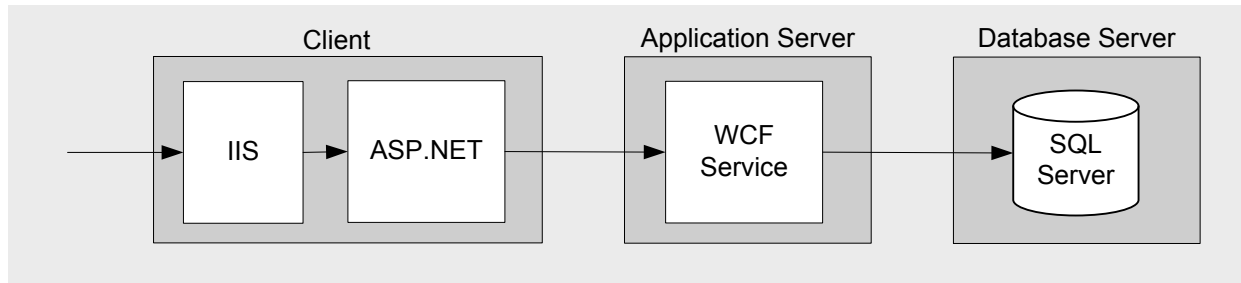 Client
Application Server
Database Server
IIS
ASP.NET
WCF
Service
SQL
Server